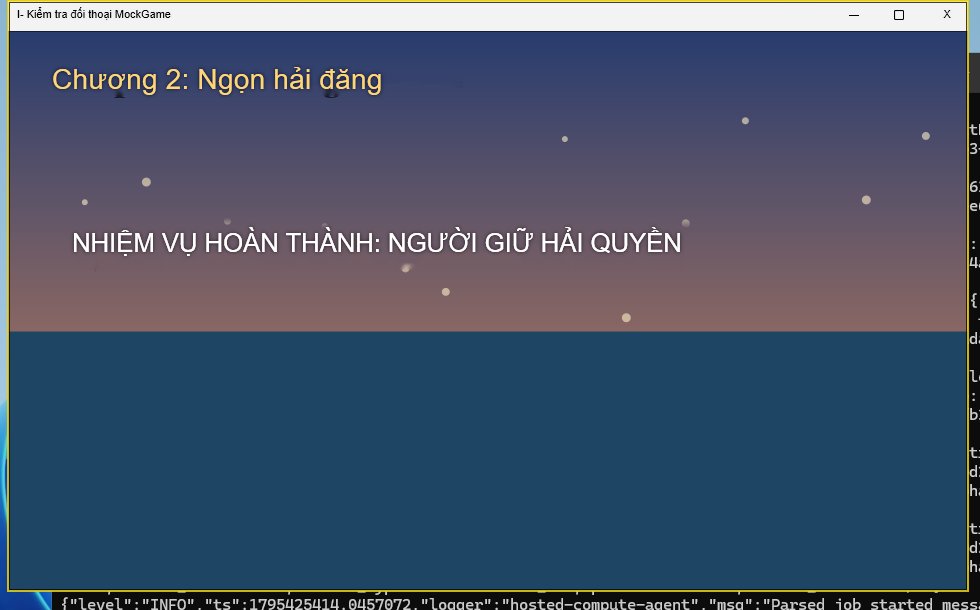 I- Kiểm tra đối thoại MockGame
Chương 2: Ngọn hải đăng
NHIỆM VỤ HOÀN THÀNH: NGƯỜI GIỮ HẢI QUYỀN
{"level":"INFO","ts":1795425414.0457072,"logger":"hosted-compute-agent","msg":"Parsed job started mes